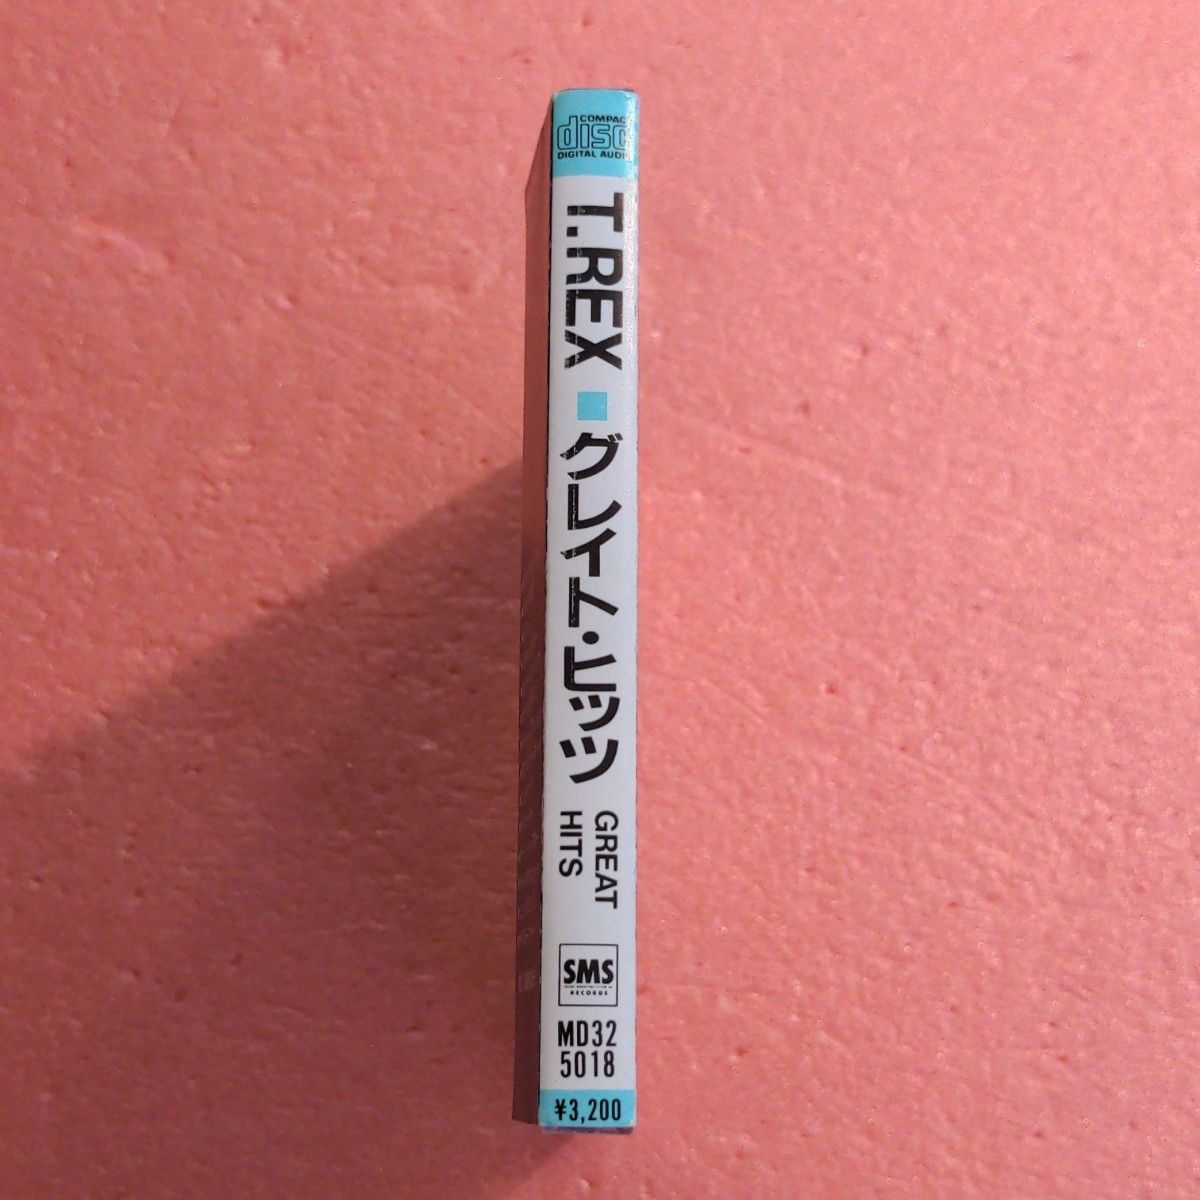 COMPACT
disc
DIGITAL AUDIO
T.REX ■ グレイト・ヒッツ
GREAT
HITS
SMS
RECORDS
MD32
5018
¥3,200